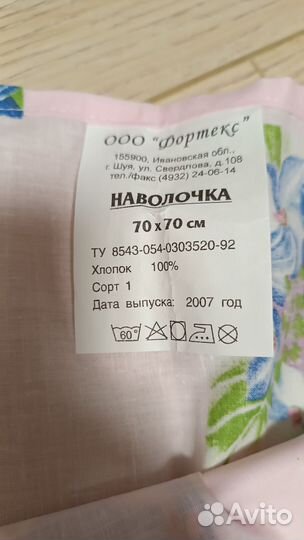 ООО "Фортекс"
155900, Ивановская обл.,
г. Шуя, ул. Свердлова, д.108
тел./факс (4932) 24-06-14
НАВОЛОЧКА
70 х 70 см
ТУ 8543-054-0303520-92
Хлопок 100%
Сорт 1
Дата выпуска: 2007 год
60°
Avito